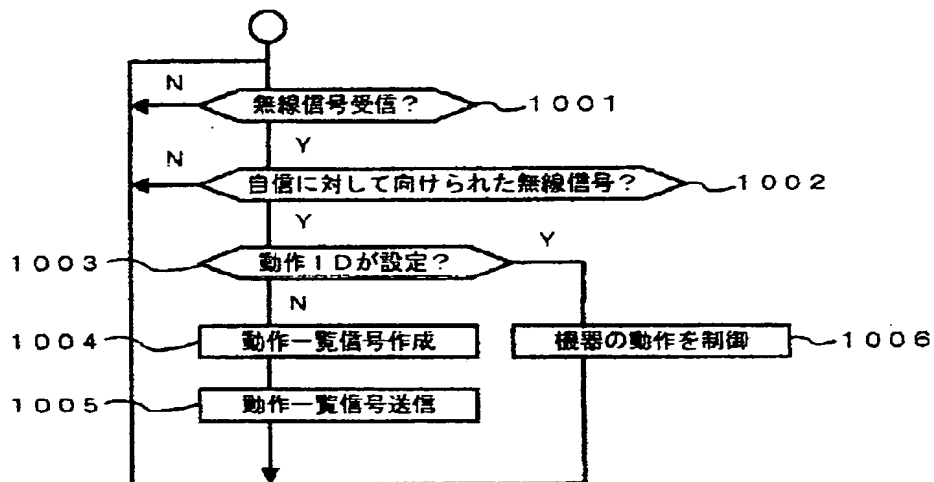 N
無線信号受信?
1001
Y
N
自信に対して向けられた無線信号?
1002
Y
Y
1003
動作IDが設定?
N
1004
動作一覧信号作成
機器の動作を制御
1006
1005
動作一覧信号送信